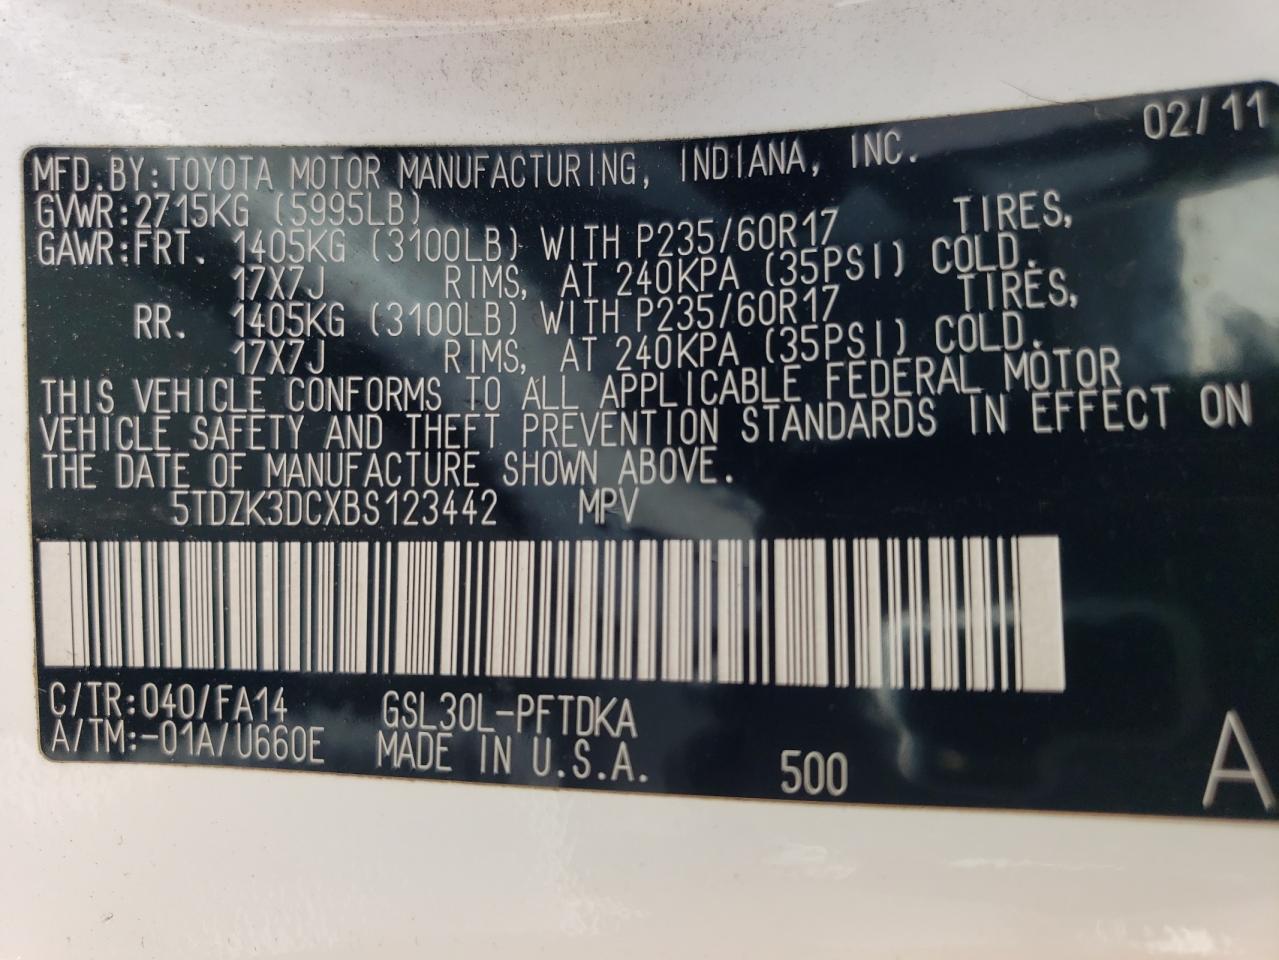 02/11
MFD.BY:TOYOTA MOTOR MANUFACTURING, INDIANA, INC.
GVWR:2715KG (5995LB)
GAWR:FRT. 1405KG (3100LB) WITH P235/60R17 TIRES,
17X7J RIMS, AT 240KPA (35PSI) COLD.
RR. 1405KG (3100LB) WITH P235/60R17 TIRES,
17X7J RIMS, AT 240KPA (35PSI) COLD.
THIS VEHICLE CONFORMS TO ALL APPLICABLE FEDERAL MOTOR
VEHICLE SAFETY AND THEFT PREVENTION STANDARDS IN EFFECT ON
THE DATE OF MANUFACTURE SHOWN ABOVE.
5TDZK3DCXBS123442 MPV
C/TR:040/FA14 GSL30L-PFTDKA
A/TM:-01A/U660E MADE IN U.S.A. 500 A